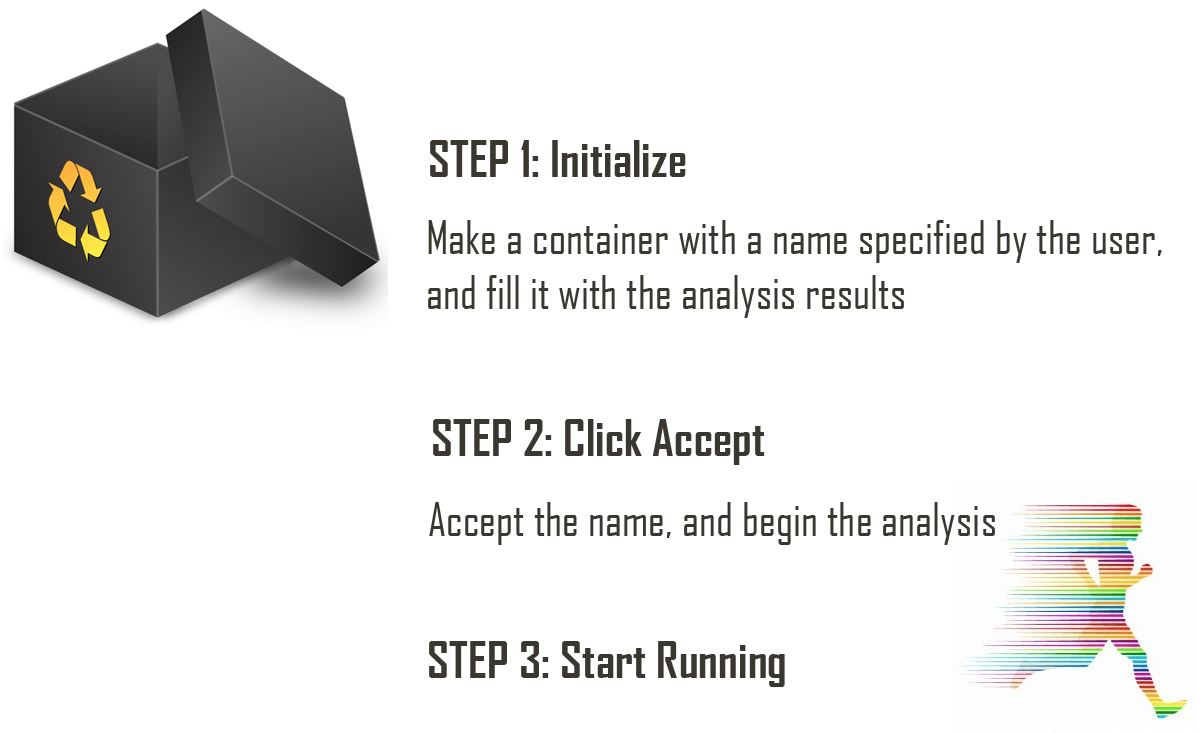 STEP 1: Initialize
Make a container with a name specified by the user,
and fill it with the analysis results
STEP 2: Click Accept
Accept the name, and begin the analysis
STEP 3: Start Running